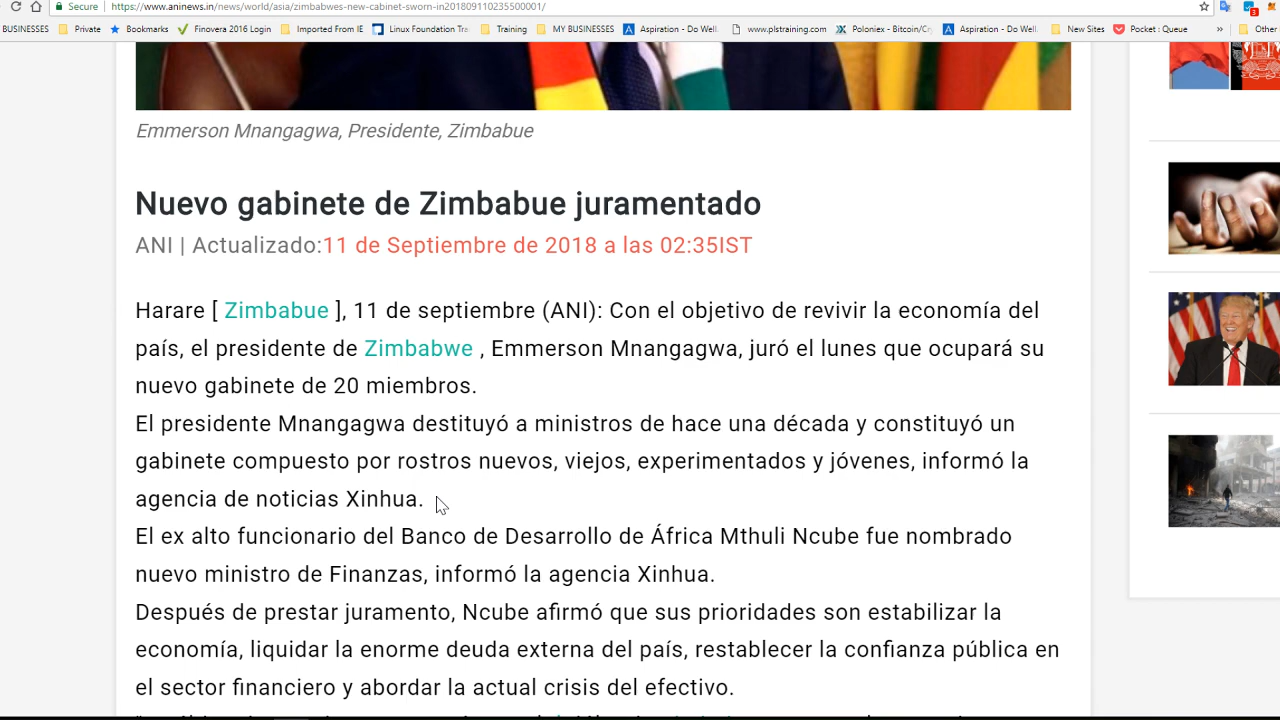 Secure https://www.aninews.in/news/world/asia/zimbabwes-new-cabinet-sworn-in201809110235500001/
BUSINESSES Private Bookmarks Finovera 2016 Login Imported From IE Linux Foundation Training MY BUSINESSES Aspiration - Do Well. www.plstraining.com Poloniex - Bitcoin/Cr Aspiration - Do Well. New Sites Pocket : Queue » Other
Emmerson Mnangagwa, Presidente, Zimbabue
Nuevo gabinete de Zimbabue juramentado
ANI | Actualizado:11 de Septiembre de 2018 a las 02:35IST
Harare [ Zimbabue ], 11 de septiembre (ANI): Con el objetivo de revivir la economía del
país, el presidente de Zimbabwe , Emmerson Mnangagwa, juró el lunes que ocupará su
nuevo gabinete de 20 miembros.
El presidente Mnangagwa destituyó a ministros de hace una década y constituyó un
gabinete compuesto por rostros nuevos, viejos, experimentados y jóvenes, informó la
agencia de noticias Xinhua.
El ex alto funcionario del Banco de Desarrollo de África Mthuli Ncube fue nombrado
nuevo ministro de Finanzas, informó la agencia Xinhua.
Después de prestar juramento, Ncube afirmó que sus prioridades son estabilizar la
economía, liquidar la enorme deuda externa del país, restablecer la confianza pública en
el sector financiero y abordar la actual crisis del efectivo.